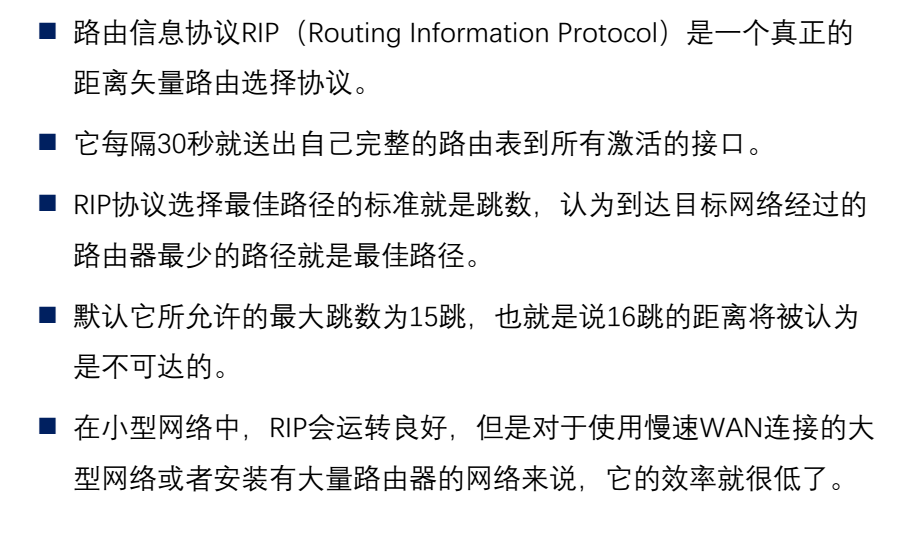 ■ 路由信息协议RIP（Routing Information Protocol）是一个真正的
距离矢量路由选择协议。
■ 它每隔30秒就送出自己完整的路由表到所有激活的接口。
■ RIP协议选择最佳路径的标准就是跳数，认为到达目标网络经过的
路由器最少的路径就是最佳路径。
■ 默认它所允许的最大跳数为15跳，也就是说16跳的距离将被认为
是不可达的。
■ 在小型网络中，RIP会运转良好，但是对于使用慢速WAN连接的大
型网络或者安装有大量路由器的网络来说，它的效率就很低了。